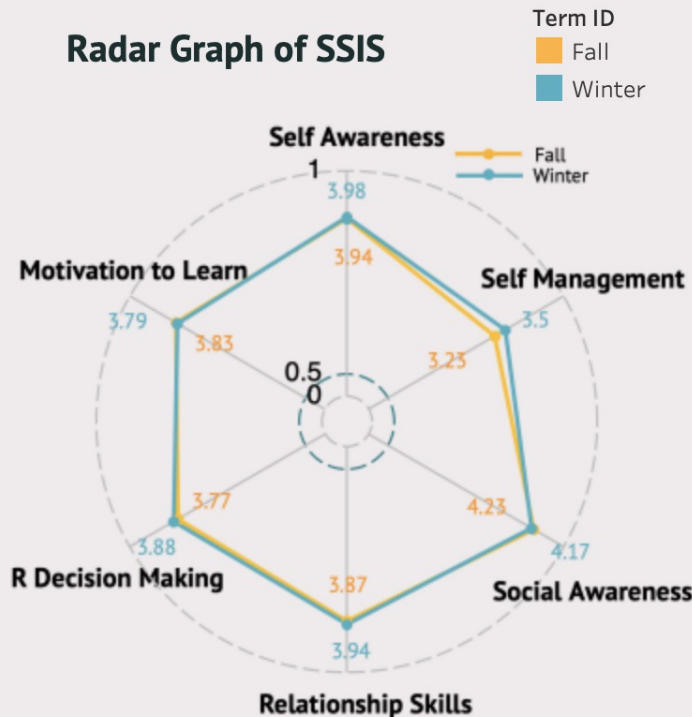 Term ID
Radar Graph of SSIS
Fall
Winter
Self Awareness
Fall
1
Winter
3.98
3.94
Motivation to Learn
Self Management
3.79
3.83
3.5
3.23
0.5
0
3.77
4.23
3.88
4.17
R Decision Making
3.87
Social Awareness
3.94
Relationship Skills